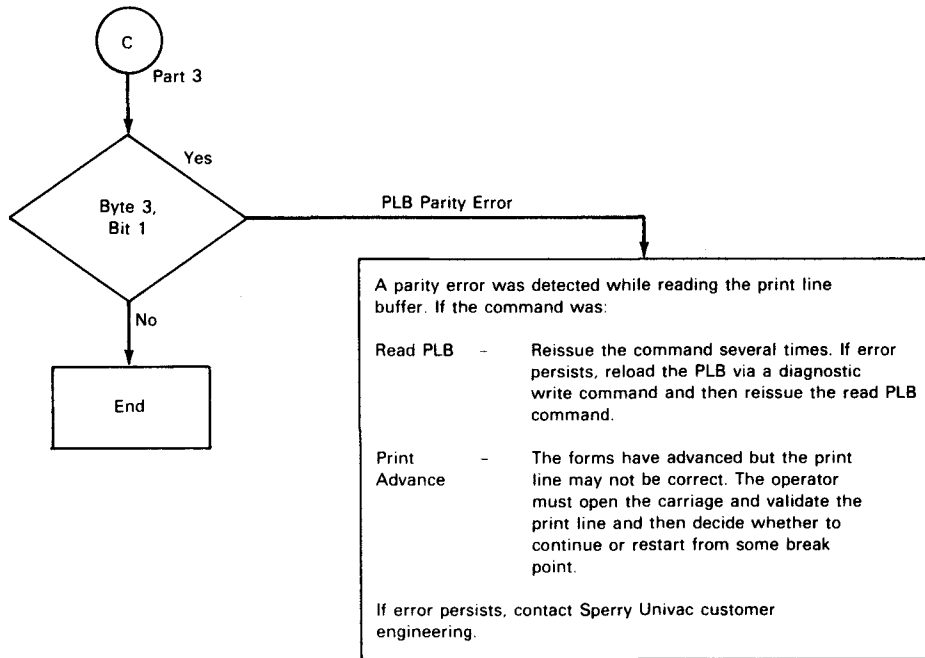 C
Part 3
Yes
Byte 3,
Bit 1
PLB Parity Error
No
End
A parity error was detected while reading the print line
buffer. If the command was:
Read PLB – Reissue the command several times. If error
persists, reload the PLB via a diagnostic
write command and then reissue the read PLB
command.
Print – The forms have advanced but the print
Advance line may not be correct. The operator
must open the carriage and validate the
print line and then decide whether to
continue or restart from some break
point.
If error persists, contact Sperry Univac customer
engineering.